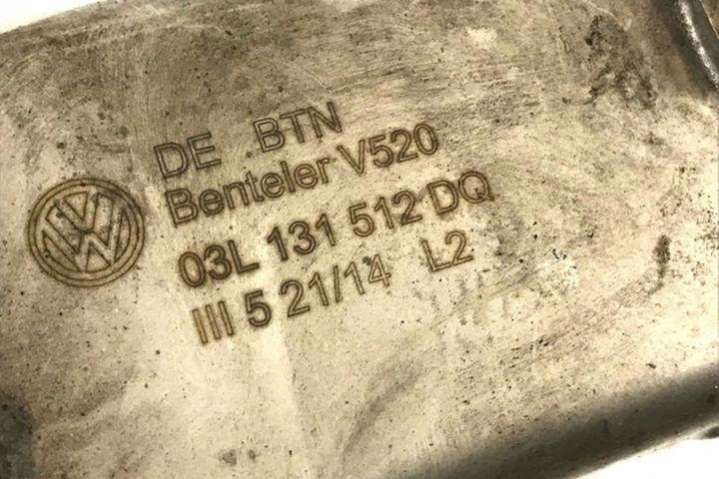 DE BTN
Benteler V520
03L 131 512 DQ
III 5 21/14 L2